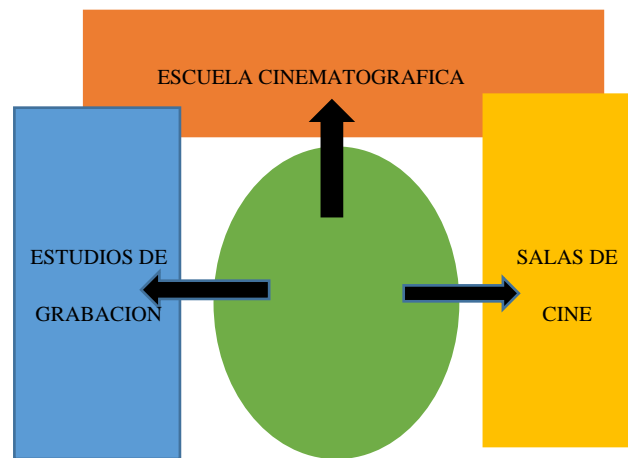 ESCUELA CINEMATOGRAFICA
ESTUDIOS DE
GRABACION
SALAS DE
CINE